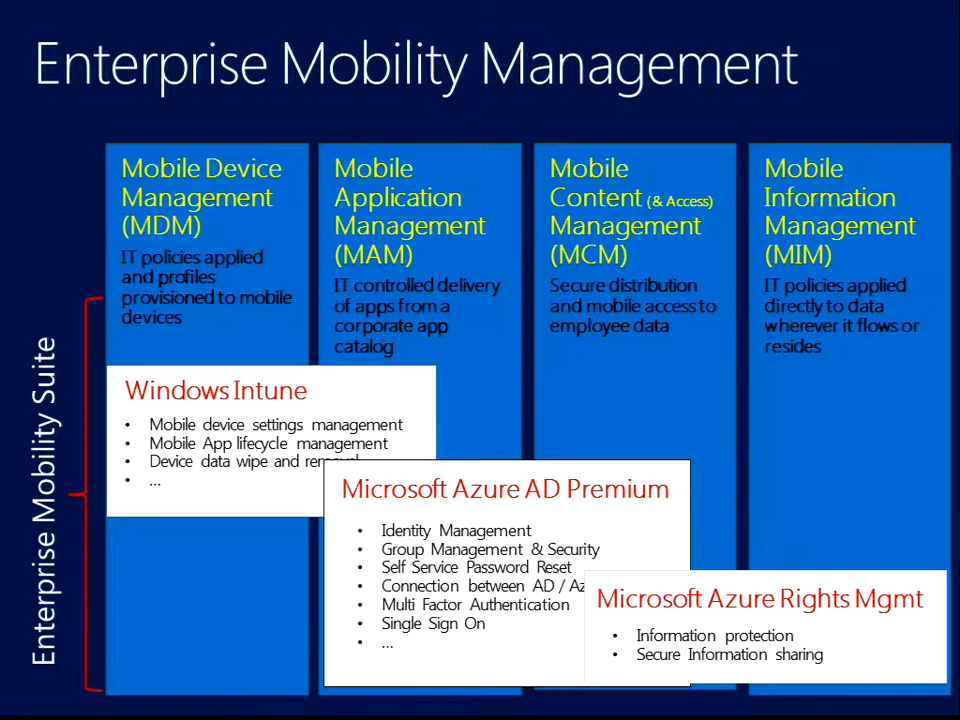 Enterprise Mobility Management
Mobile Device
Management
(MDM)
IT policies applied
and profiles
provisioned to mobile
devices
Mobile
Application
Management
(MAM)
IT controlled delivery
of apps from a
corporate app
catalog
Mobile
Content (& Access)
Management
(MCM)
Secure distribution
and mobile access to
employee data
Mobile
Information
Management
(MIM)
IT policies applied
directly to data
wherever it flows or
resides
Enterprise Mobility Suite
Windows Intune
• Mobile device settings management
• Mobile App lifecycle management
• Device data wipe and removal
• ...
Microsoft Azure AD Premium
• Identity Management
• Group Management & Security
• Self Service Password Reset
• Connection between AD / Az
• Multi Factor Authentication
• Single Sign On
• ...
Microsoft Azure Rights Mgmt
• Information protection
• Secure Information sharing